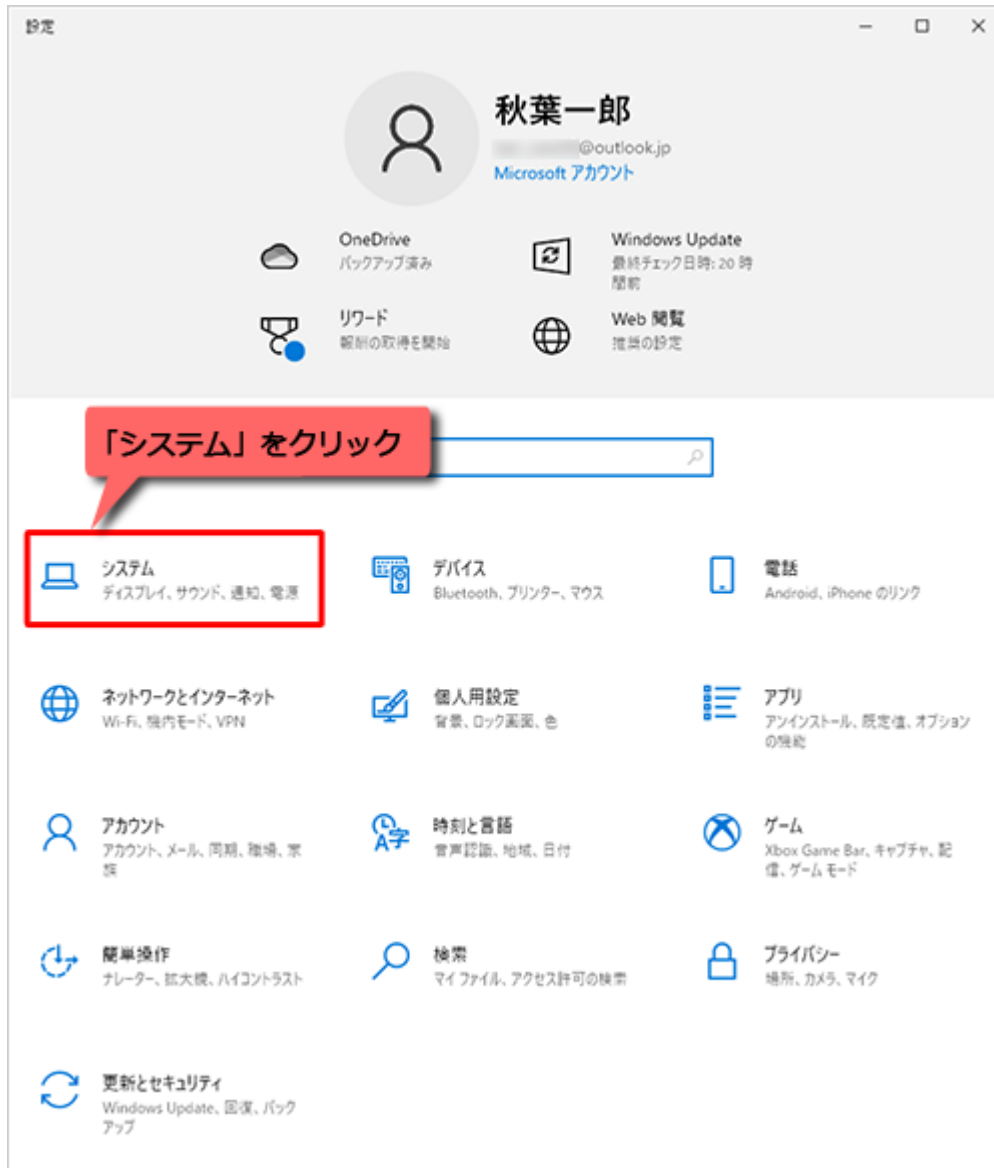 設定
秋葉一郎
@outlook.jp
Microsoft アカウント
OneDrive
バックアップ済み
Windows Update
最終チェック日時: 20 時
間前
リワード
報酬の取得を開始
Web 閲覧
推奨の設定
「システム」をクリック
システム
ディスプレイ、サウンド、通知、電源
デバイス
Bluetooth、プリンター、マウス
電話
Android、iPhone のリンク
ネットワークとインターネット
Wi-Fi、機内モード、VPN
個人用設定
背景、ロック画面、色
アプリ
アンインストール、既定値、オプション
の機能
アカウント
アカウント、メール、同期、職場、家
族
時刻と言語
音声認識、地域、日付
ゲーム
Xbox Game Bar、キャプチャ、配
信、ゲーム モード
簡単操作
ナレーター、拡大鏡、ハイコントラスト
検索
マイ ファイル、アクセス許可の検索
プライバシー
場所、カメラ、マイク
更新とセキュリティ
Windows Update、回復、バック
アップ